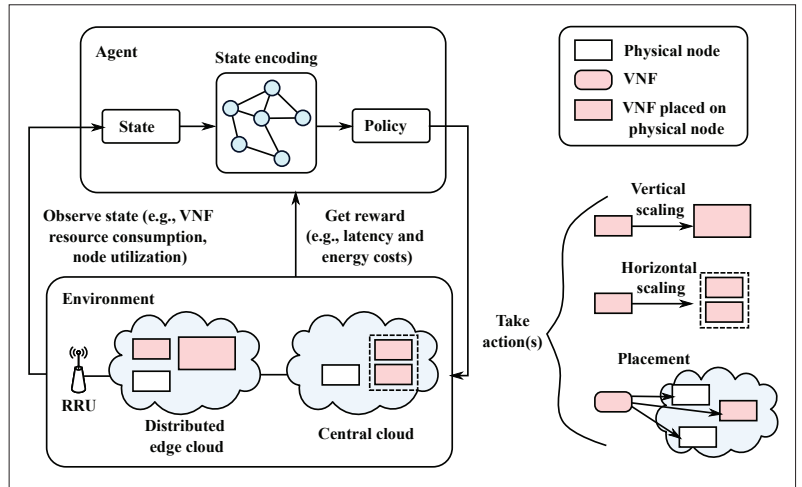 Agent
State encoding
State
Policy
Physical node
VNF
VNF placed on
physical node
Observe state (e.g., VNF
resource consumption,
node utilization)
Get reward
(e.g., latency and
energy costs)
Environment
RRU
Distributed
edge cloud
Central cloud
Take
action(s)
Vertical
scaling
Horizontal
scaling
Placement